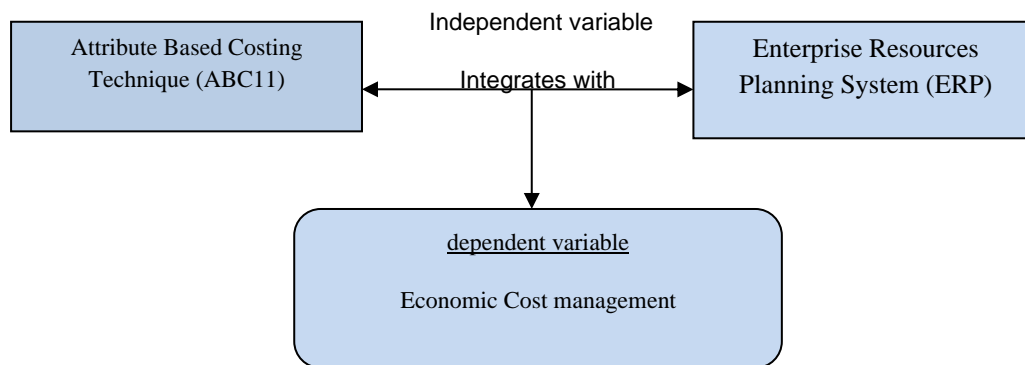 Independent variable
Attribute Based Costing
Technique (ABC11)
Integrates with
Enterprise Resources
Planning System (ERP)
dependent variable
Economic Cost management